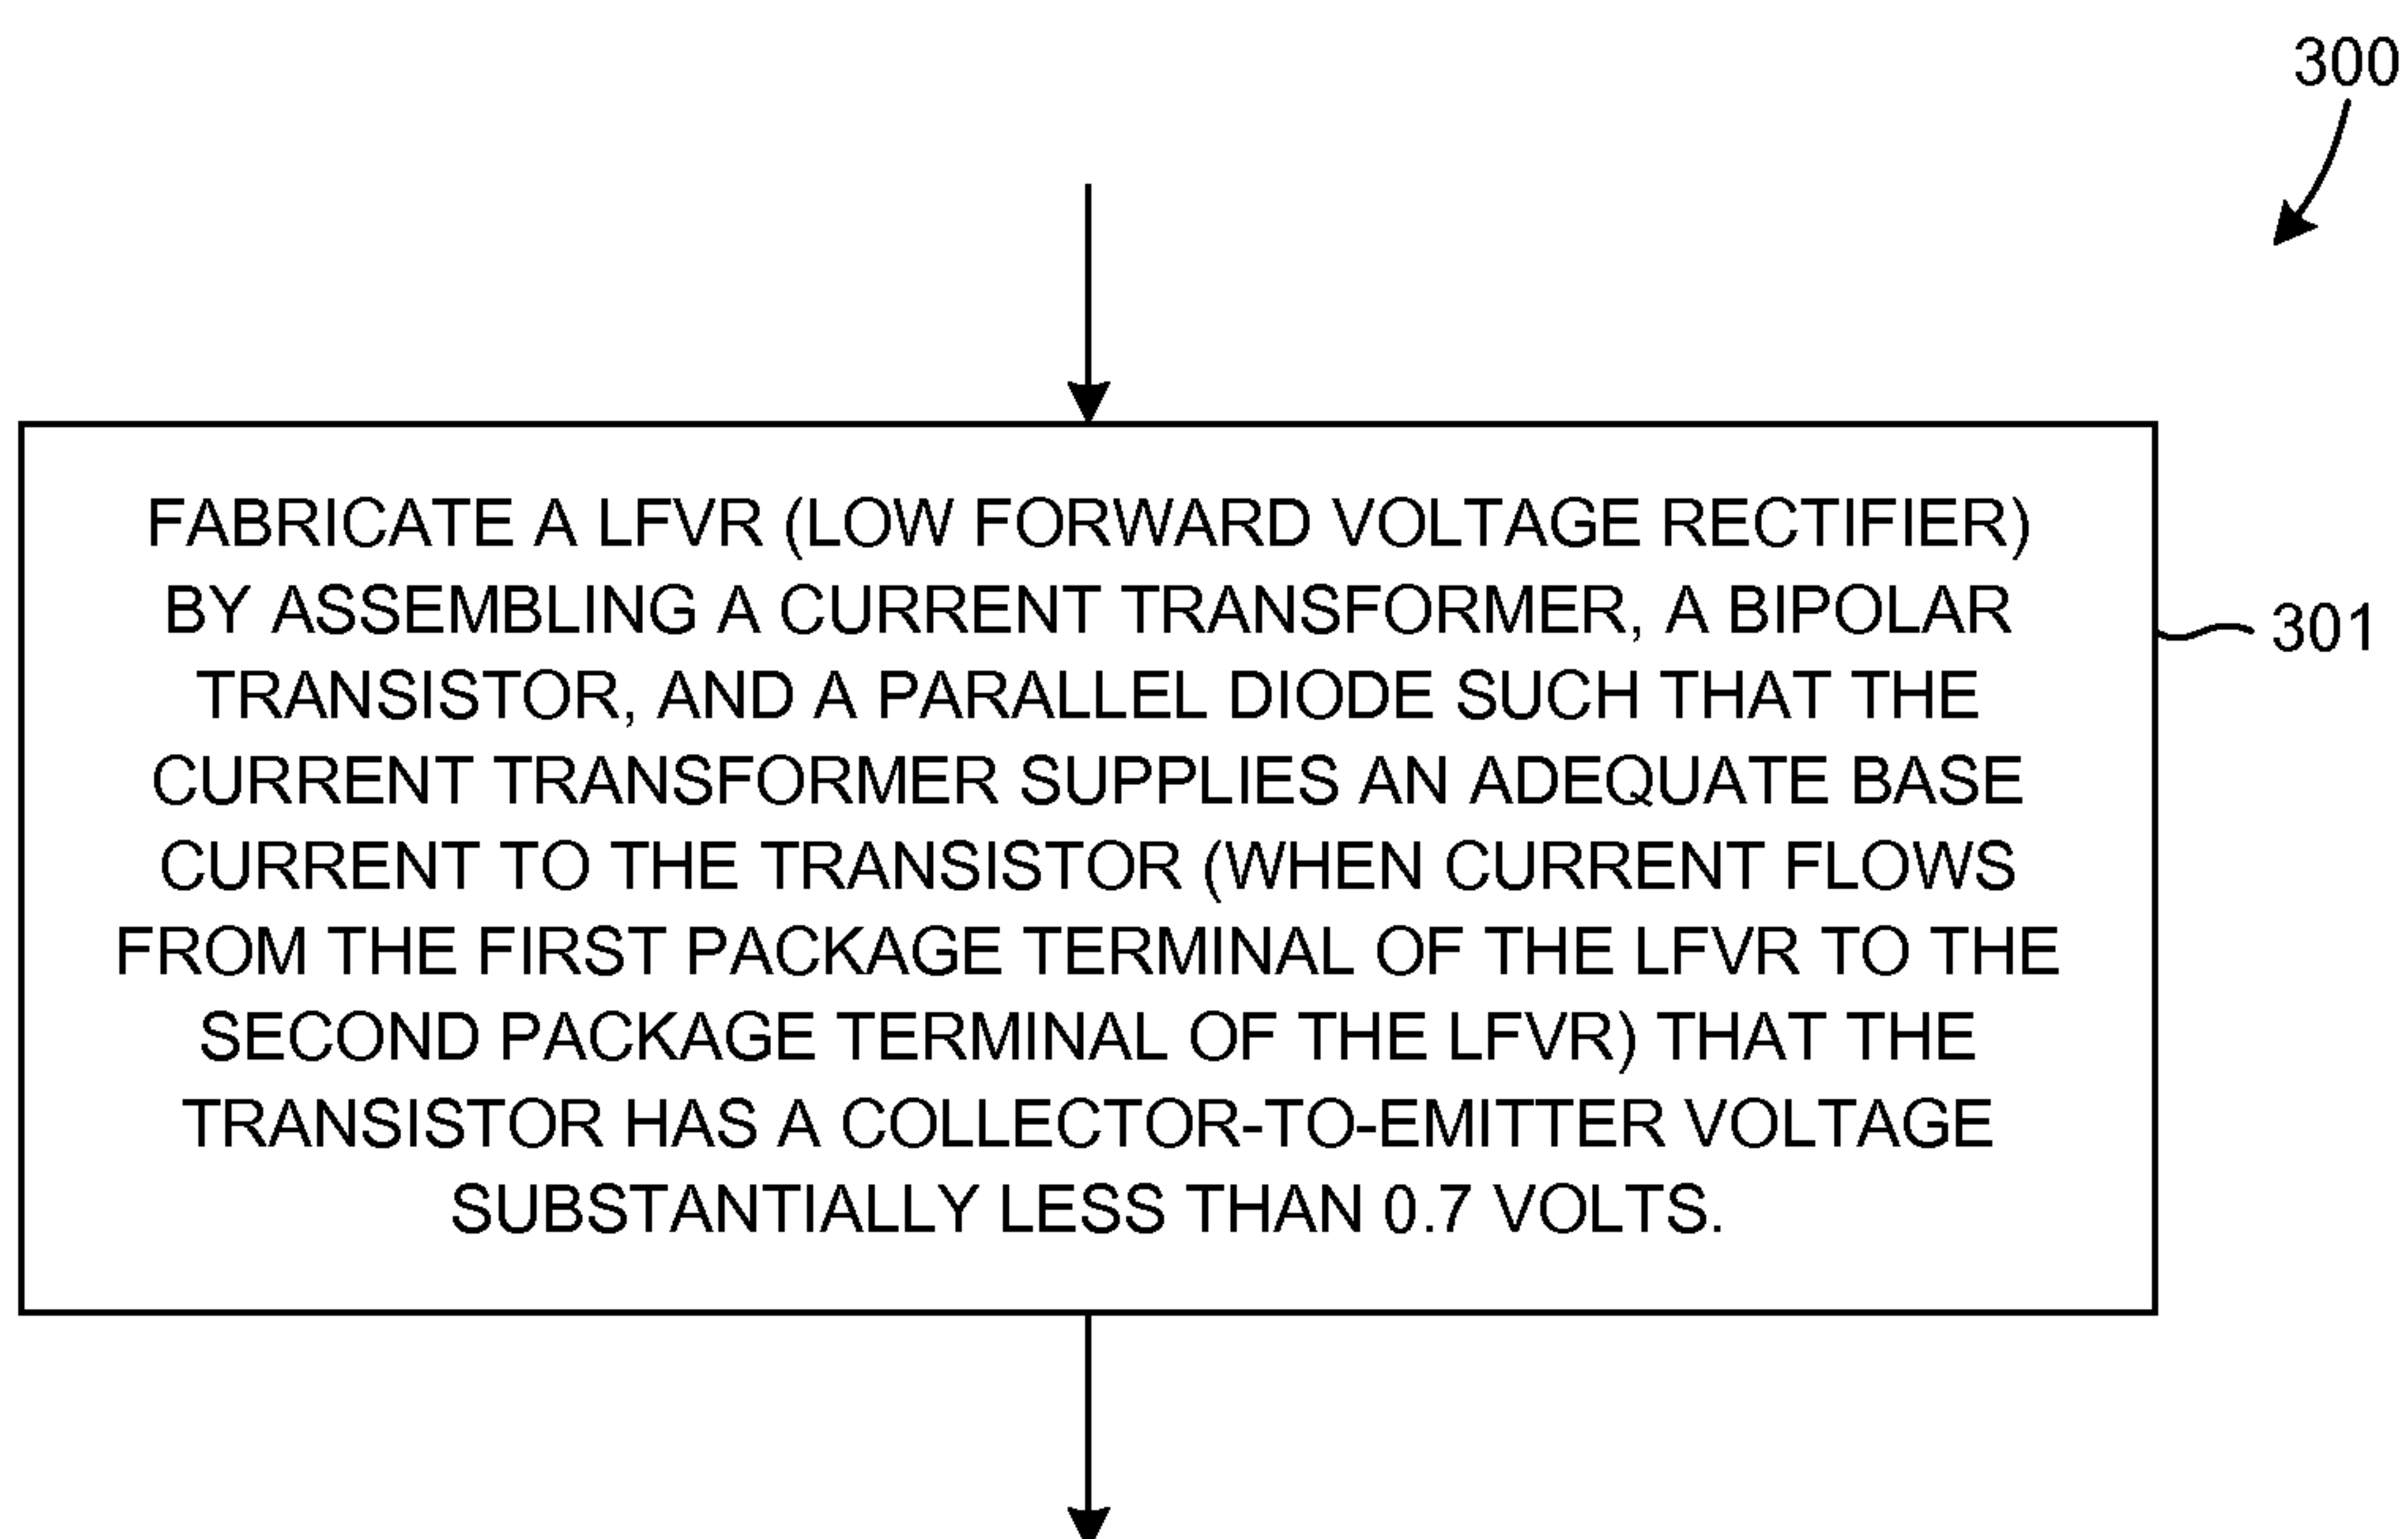 300
FABRICATE A LFVR (LOW FORWARD VOLTAGE RECTIFIER)
BY ASSEMBLING A CURRENT TRANSFORMER, A BIPOLAR
TRANSISTOR, AND A PARALLEL DIODE SUCH THAT THE
CURRENT TRANSFORMER SUPPLIES AN ADEQUATE BASE
CURRENT TO THE TRANSISTOR (WHEN CURRENT FLOWS
FROM THE FIRST PACKAGE TERMINAL OF THE LFVR TO THE
SECOND PACKAGE TERMINAL OF THE LFVR) THAT THE
TRANSISTOR HAS A COLLECTOR-TO-EMITTER VOLTAGE
SUBSTANTIALLY LESS THAN 0.7 VOLTS.
301